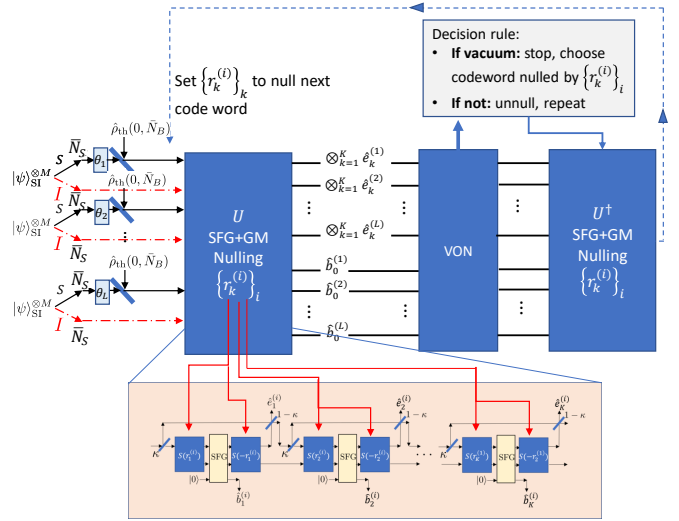 Decision rule:
• If vacuum: stop, choose
codeword nulled by {r_k^(i)}_i
• If not: unnull, repeat
Set {r_k^(i)}_k to null next
code word
ρ̂_th(0, N̄_B)
S N̄_S θ_1
|ψ⟩_SI^⊗M
I
ρ̂_th(0, N̄_B)
S N̄_S θ_2
|ψ⟩_SI^⊗M
I
N̄_S
⋮
ρ̂_th(0, N̄_B)
S N̄_S θ_L
|ψ⟩_SI^⊗M
I
N̄_S
U
SFG+GM
Nulling
{r_k^(i)}_i
⊗_{k=1}^K ê_k^(1)
⊗_{k=1}^K ê_k^(2)
⋮
⊗_{k=1}^K ê_k^(L)
b̂_0^(1)
b̂_0^(2)
⋮
b̂_0^(L)
VON
⋮
⋮
U†
SFG+GM
Nulling
{r_k^(i)}_i
ê_1^(i)
1 − κ
κ
S(r_1^(i))
SFG
S(−r_1^(i))
|0⟩
b̂_1^(i)
ê_2^(i)
1 − κ
κ
S(r_2^(i))
SFG
|0⟩
b̂_2^(i)
⋯
ê_K^(i)
1 − κ
κ
SFG
|0⟩
b̂_K^(i)